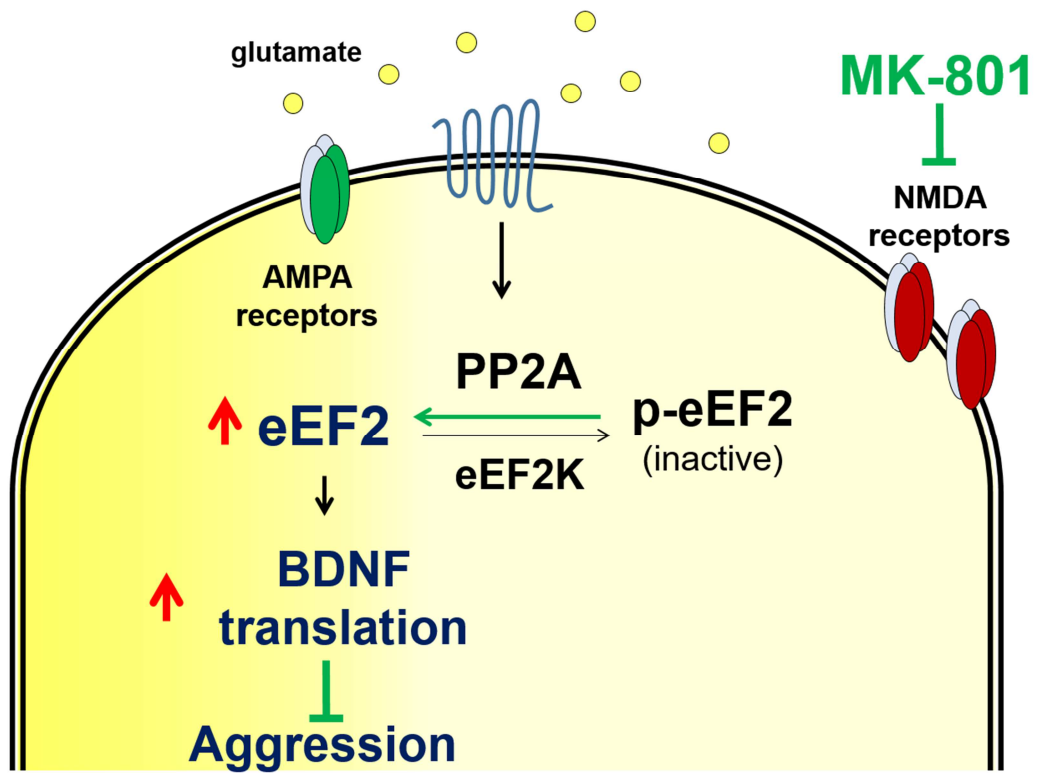 glutamate
MK-801
NMDA
receptors
AMPA
receptors
PP2A
eEF2
p-eEF2
(inactive)
eEF2K
BDNF
translation
Aggression